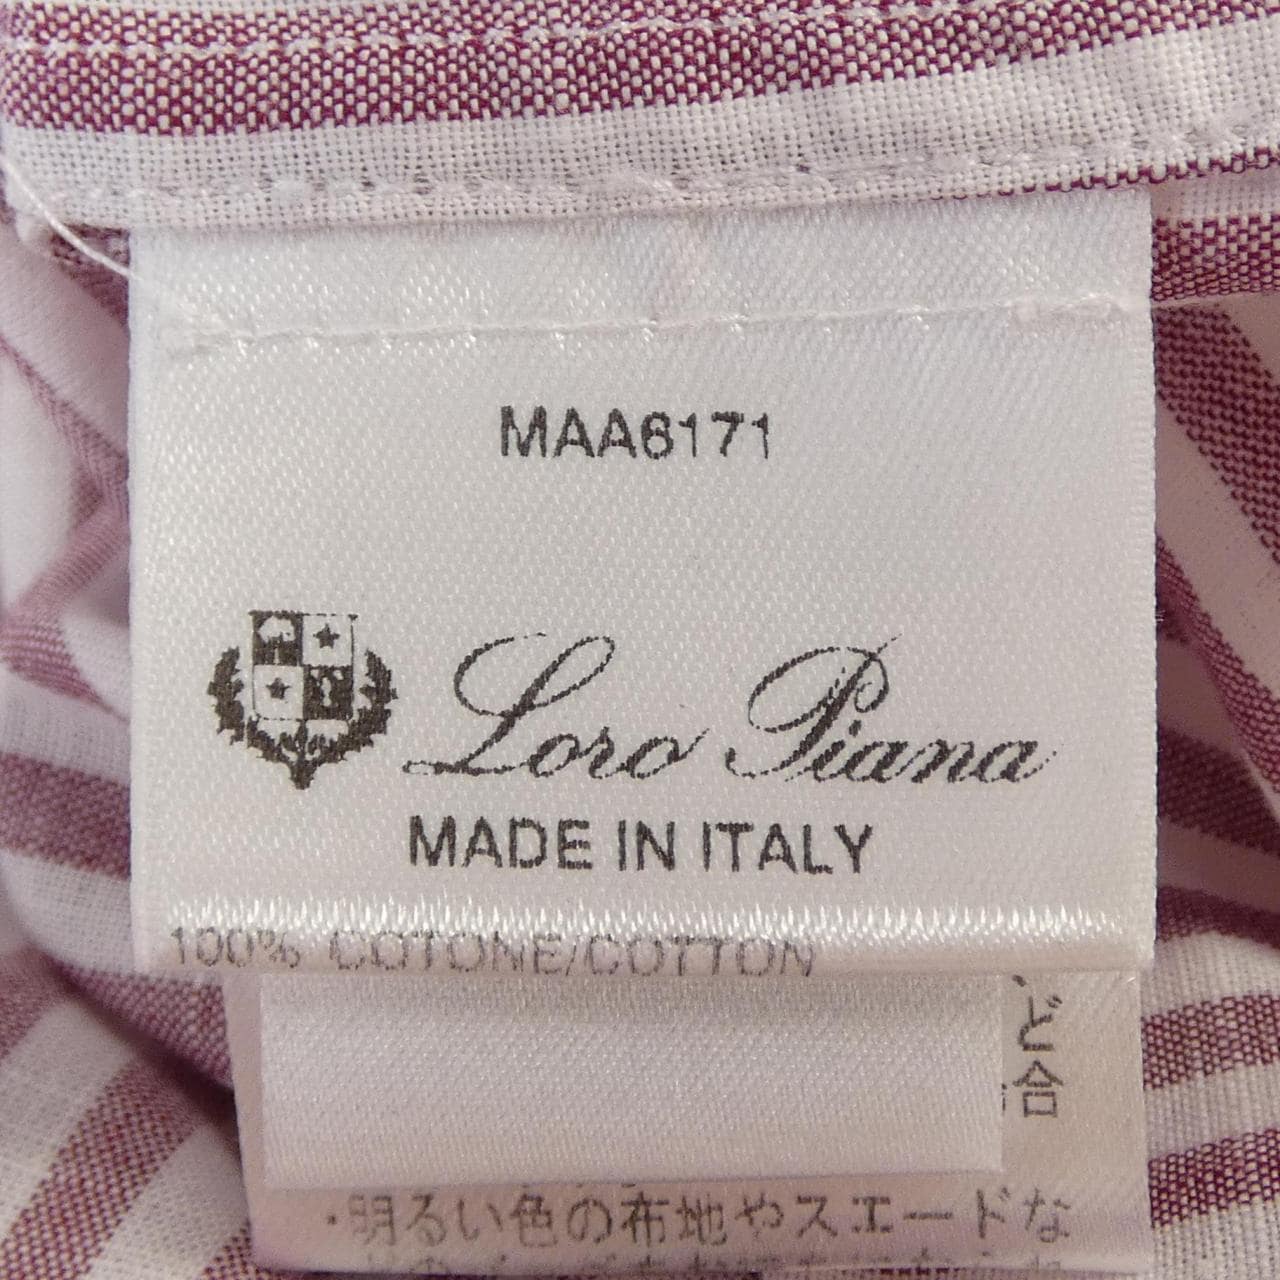 MAA6171
Loro Piana
MADE IN ITALY
100% COTONE/COTTON
ど合
・明るい色の布地やスエードな